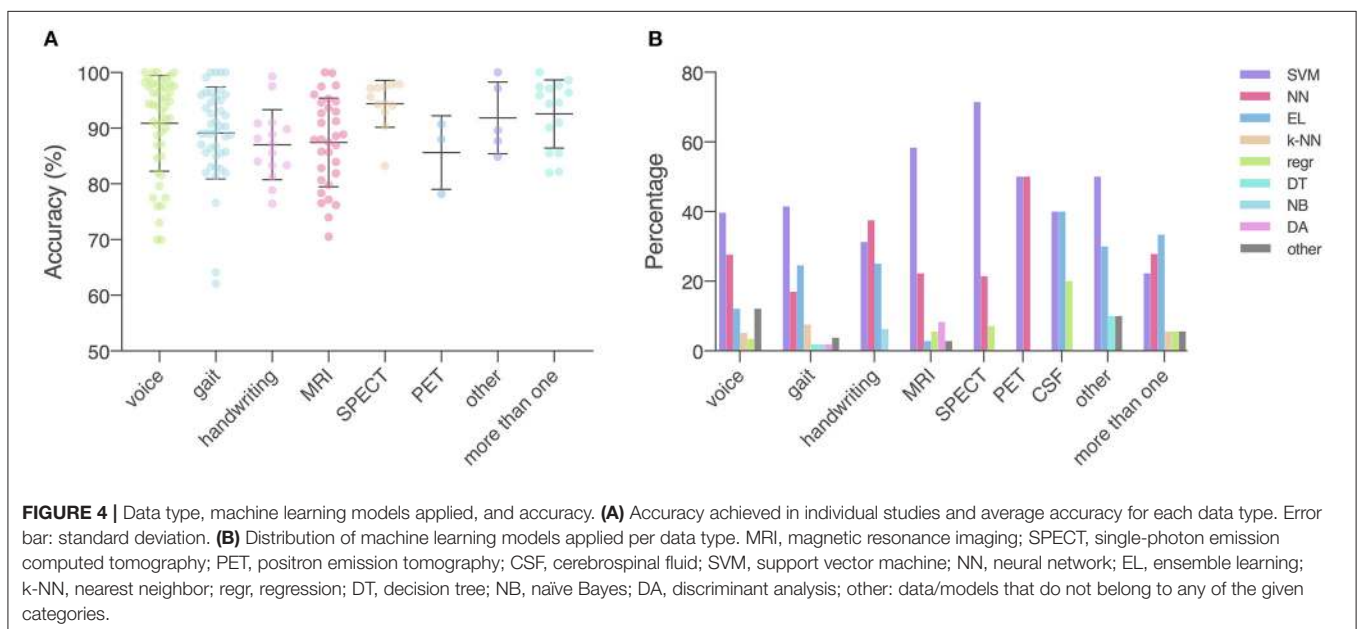 A
B
100
90
80
70
60
50
Accuracy (%)
voice
gait
handwriting
MRI
SPECT
PET
other
more than one
80
60
40
20
0
Percentage
voice
gait
handwriting
MRI
SPECT
PET
CSF
other
more than one
SVM
NN
EL
k-NN
regr
DT
NB
DA
other
FIGURE 4 | Data type, machine learning models applied, and accuracy. (A) Accuracy achieved in individual studies and average accuracy for each data type. Error
bar: standard deviation. (B) Distribution of machine learning models applied per data type. MRI, magnetic resonance imaging; SPECT, single-photon emission
computed tomography; PET, positron emission tomography; CSF, cerebrospinal fluid; SVM, support vector machine; NN, neural network; EL, ensemble learning;
k-NN, nearest neighbor; regr, regression; DT, decision tree; NB, naïve Bayes; DA, discriminant analysis; other: data/models that do not belong to any of the given
categories.